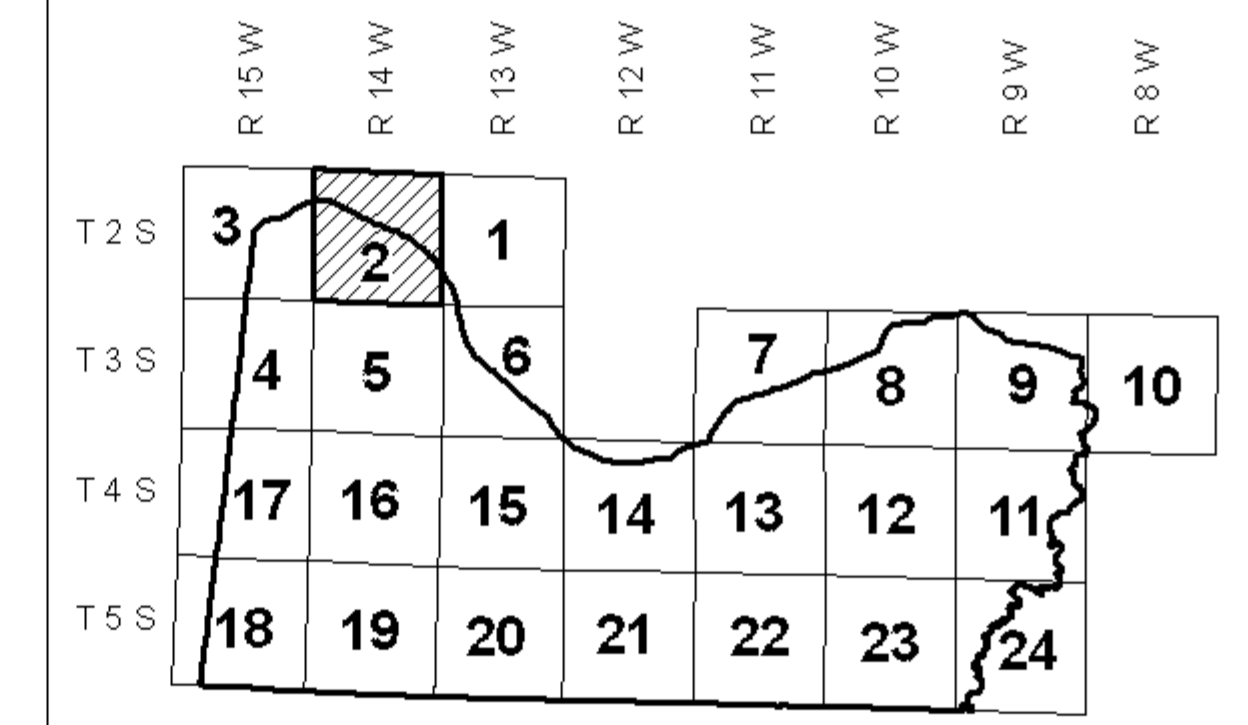 R 15 W R 14 W R 13 W R 12 W R 11 W R 10 W R 9 W R 8 W
T 2 S 3 2 1
T 3 S 4 5 6 7 8 9 10
T 4 S 17 16 15 14 13 12 11
T 5 S 18 19 20 21 22 23 24